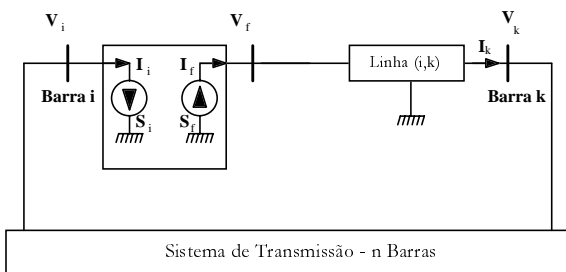 V i
V f
V k
I i
I f
Linha (i,k)
I k
Barra i
Barra k
S i
S f
Sistema de Transmissão - n Barras